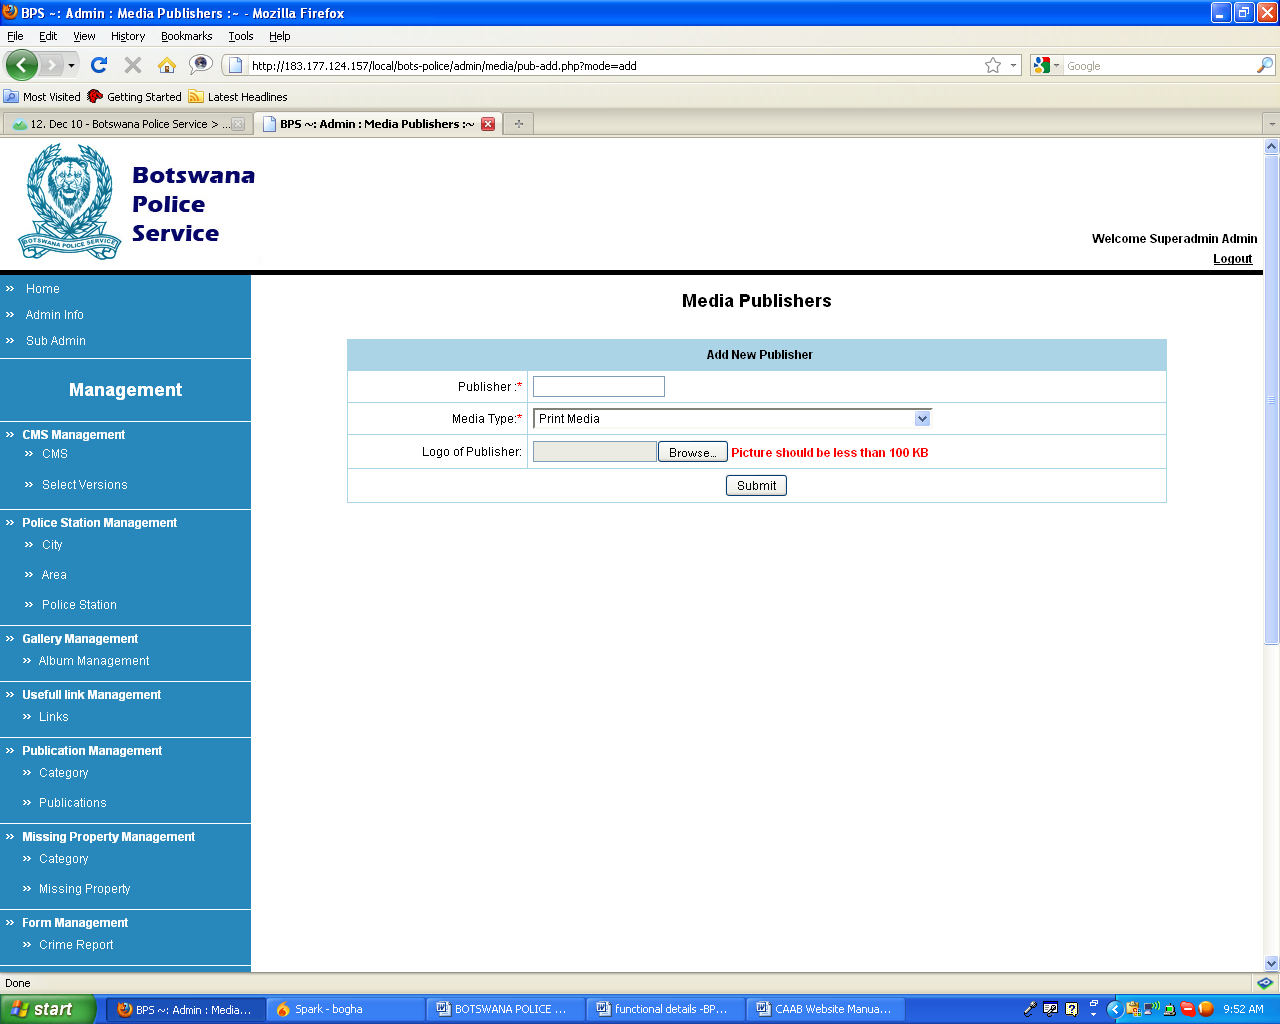 BPS ~: Admin : Media Publishers :~ - Mozilla Firefox
File Edit View History Bookmarks Tools Help
http://183.177.124.157/local/bots-police/admin/media/pub-add.php?mode=add
Google
Most Visited Getting Started Latest Headlines
12. Dec 10 - Botswana Police Service > ...
BPS ~: Admin : Media Publishers :~
BOTSWANA POLICE SERVICE
Botswana
Police
Service
Welcome Superadmin Admin
Logout
Home
Admin Info
Sub Admin
Management
CMS Management
CMS
Select Versions
Police Station Management
City
Area
Police Station
Gallery Management
Album Management
Usefull link Management
Links
Publication Management
Category
Publications
Missing Property Management
Category
Missing Property
Form Management
Crime Report
Media Publishers
Add New Publisher
Publisher :*
Media Type:* Print Media
Logo of Publisher: Browse... Picture should be less than 100 KB
Submit
Done
start
BPS ~: Admin : Media...
Spark - bogha
BOTSWANA POLICE ...
functional details -BP...
CAAB Website Manua...
9:52 AM